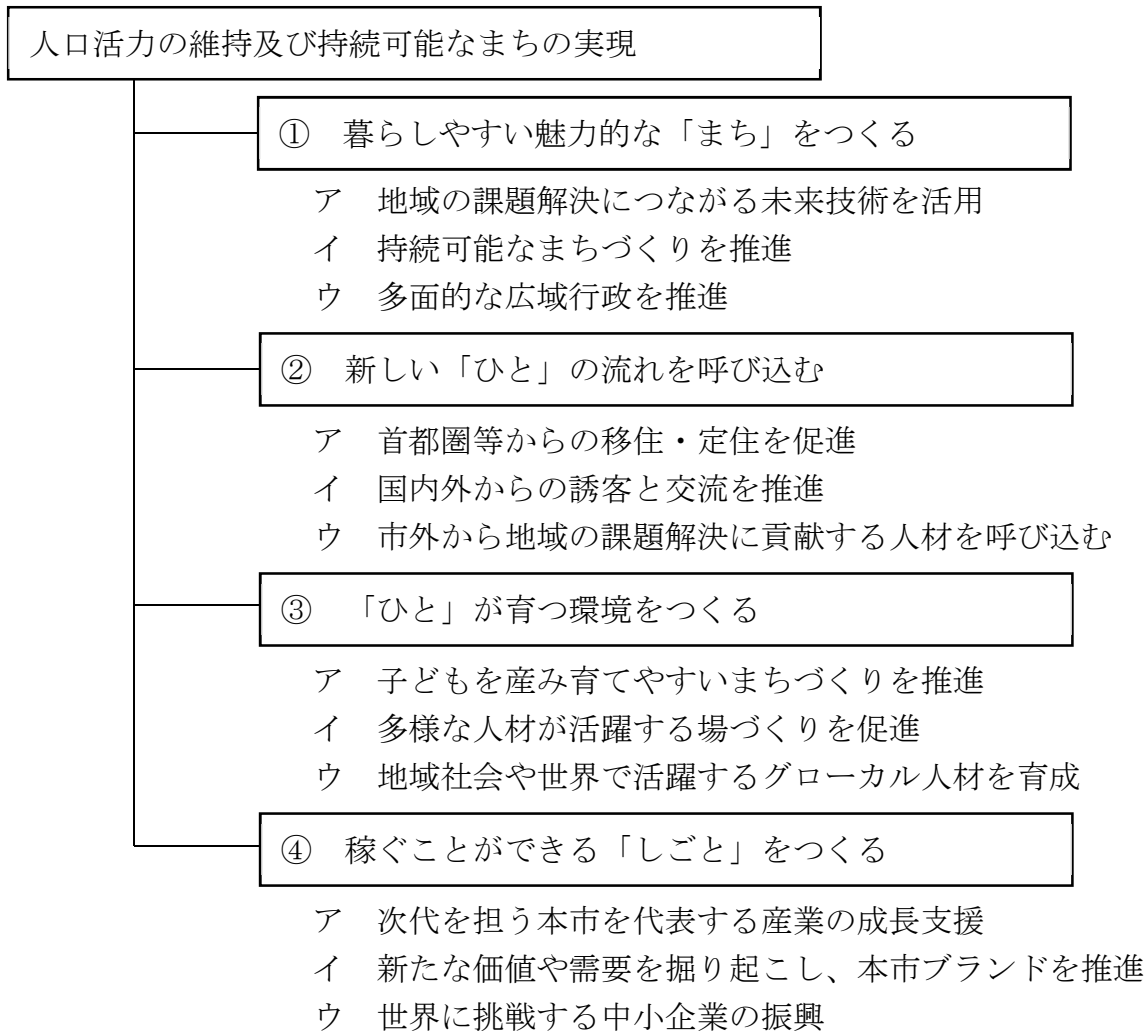 人口活力の維持及び持続可能なまちの実現
① 暮らしやすい魅力的な「まち」をつくる
ア 地域の課題解決につながる未来技術を活用
イ 持続可能なまちづくりを推進
ウ 多面的な広域行政を推進
② 新しい「ひと」の流れを呼び込む
ア 首都圏等からの移住・定住を促進
イ 国内外からの誘客と交流を推進
ウ 市外から地域の課題解決に貢献する人材を呼び込む
③ 「ひと」が育つ環境をつくる
ア 子どもを産み育てやすいまちづくりを推進
イ 多様な人材が活躍する場づくりを促進
ウ 地域社会や世界で活躍するグローカル人材を育成
④ 稼ぐことができる「しごと」をつくる
ア 次代を担う本市を代表する産業の成長支援
イ 新たな価値や需要を掘り起こし、本市ブランドを推進
ウ 世界に挑戦する中小企業の振興